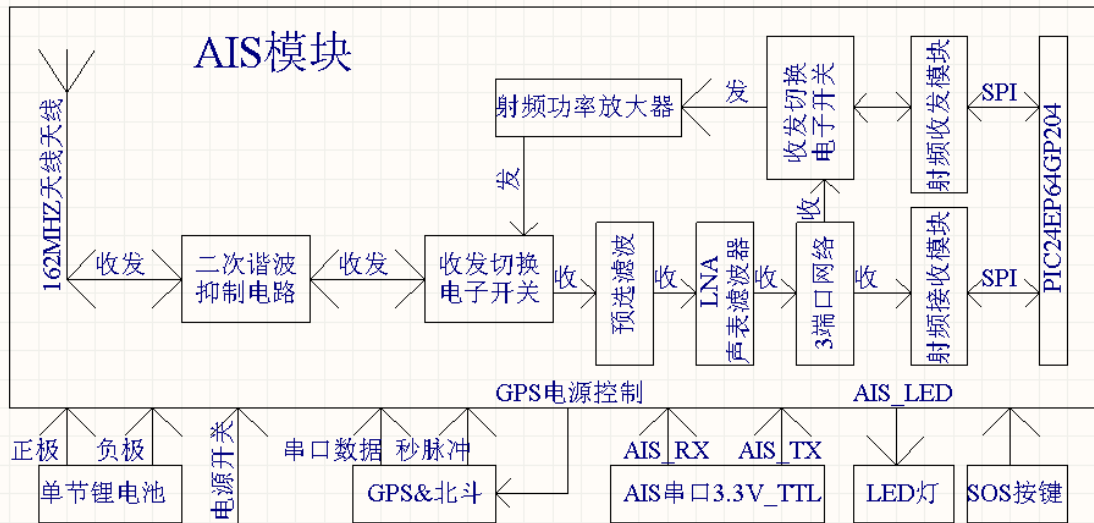 AIS模块
162MHZ天线天线
收发
二次谐波
抑制电路
收发
收发切换
电子开关
发
射频功率放大器
发
收发切换
电子开关
射频收发模块
SPI
PIC24EP64GP204
收
预选滤波
收
LNA
声表滤波器
收
3端口网络
收
收
射频接收模块
SPI
GPS电源控制
AIS_LED
正极
负极
电源开关
串口数据
秒脉冲
AIS_RX
AIS_TX
单节锂电池
GPS&北斗
AIS串口3.3V_TTL
LED灯
SOS按键